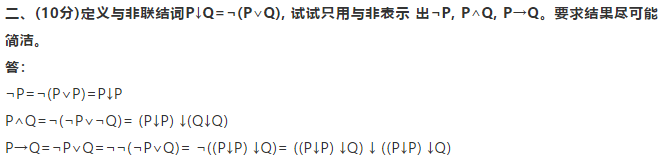 二、(10分)定义与非联结词P↓Q=¬(P∨Q), 试试只用与非表示 出¬P, P∧Q, P→Q。要求结果尽可能
简洁。
答：
¬P=¬(P∨P)=P↓P
P∧Q=¬(¬P∨¬Q)= (P↓P) ↓(Q↓Q)
P→Q=¬P∨Q=¬¬(¬P∨Q)= ¬((P↓P) ↓Q)= ((P↓P) ↓Q) ↓ ((P↓P) ↓Q)